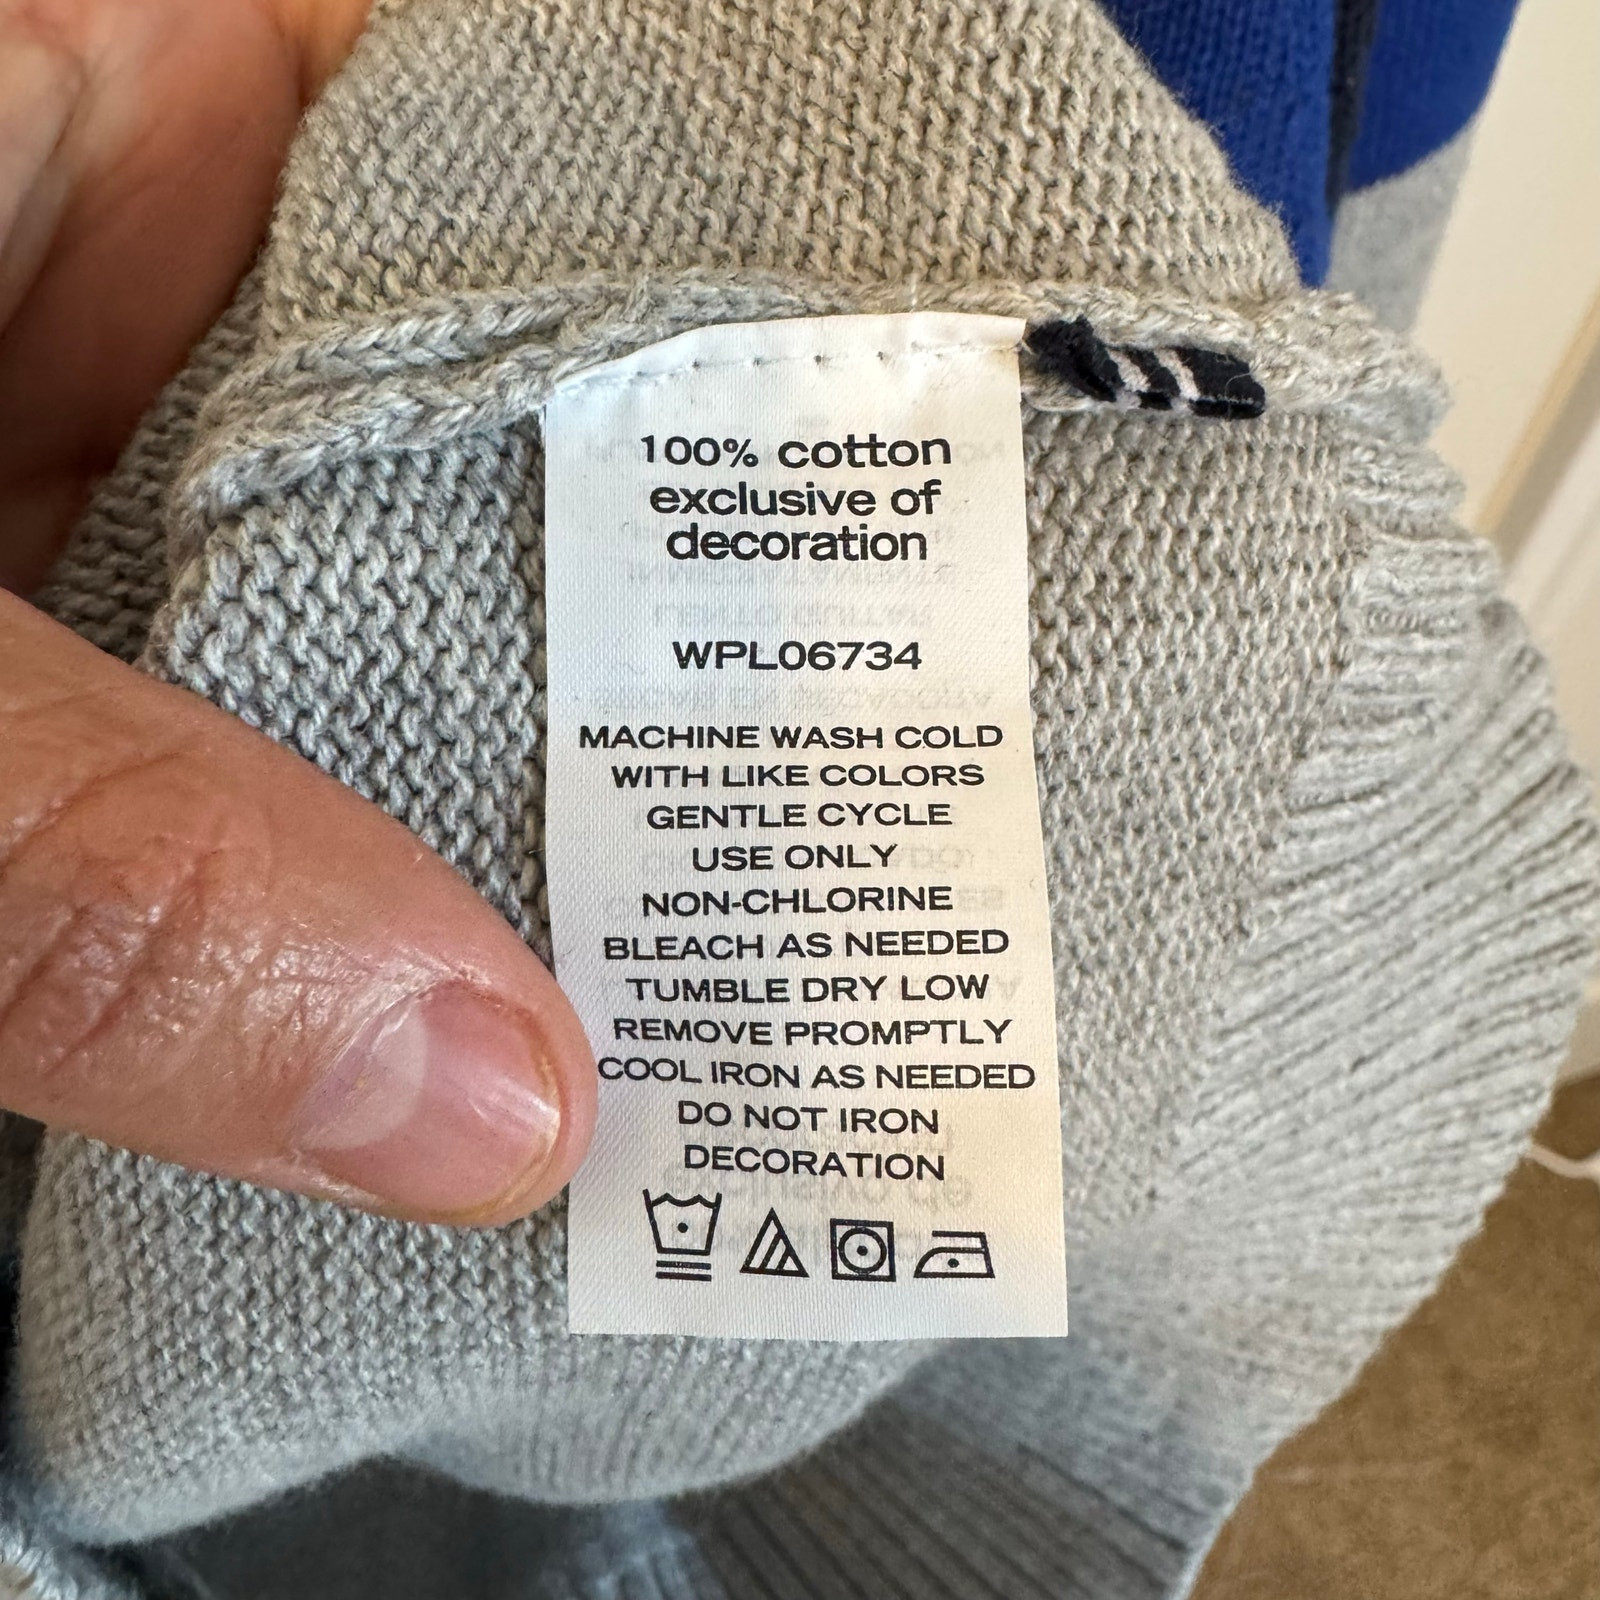 100% cotton
exclusive of
decoration
WPL06734
MACHINE WASH COLD
WITH LIKE COLORS
GENTLE CYCLE
USE ONLY
NON-CHLORINE
BLEACH AS NEEDED
TUMBLE DRY LOW
REMOVE PROMPTLY
COOL IRON AS NEEDED
DO NOT IRON
DECORATION